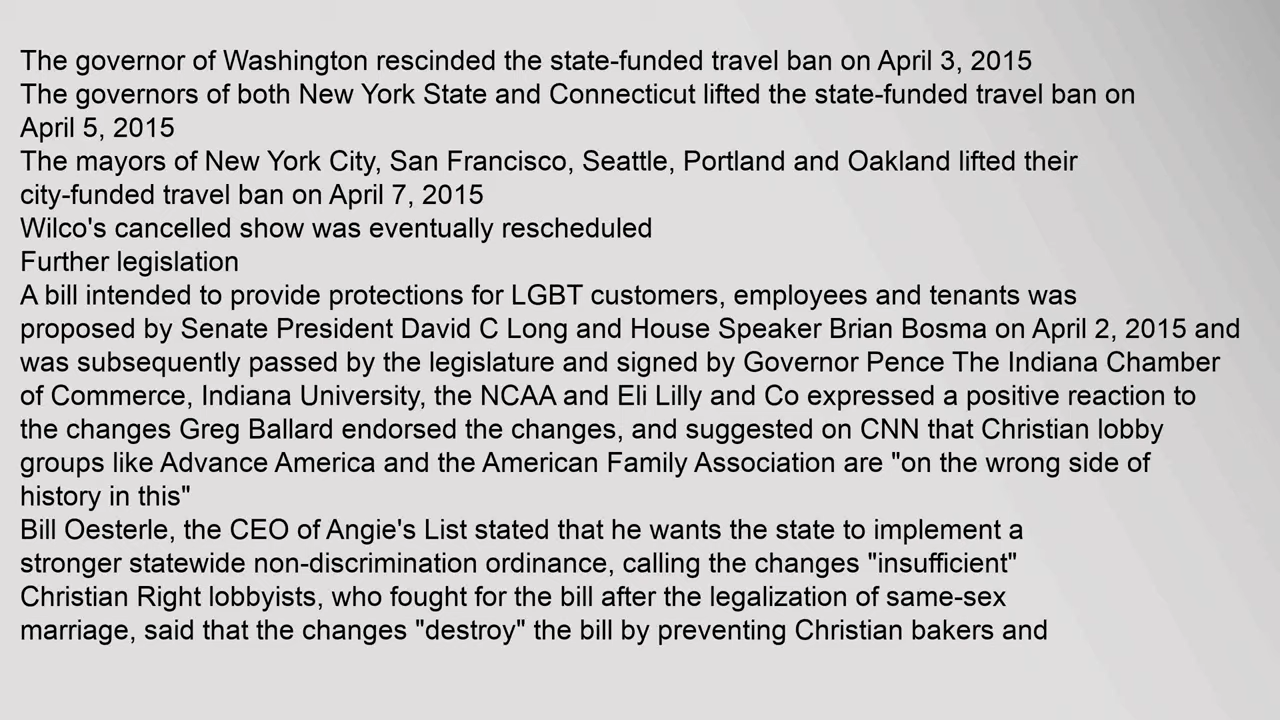 The governor of Washington rescinded the state-funded travel ban on April 3, 2015
The governors of both New York State and Connecticut lifted the state-funded travel ban on
April 5, 2015
The mayors of New York City, San Francisco, Seattle, Portland and Oakland lifted their
city-funded travel ban on April 7, 2015
Wilco's cancelled show was eventually rescheduled
Further legislation
A bill intended to provide protections for LGBT customers, employees and tenants was
proposed by Senate President David C Long and House Speaker Brian Bosma on April 2, 2015 and
was subsequently passed by the legislature and signed by Governor Pence The Indiana Chamber
of Commerce, Indiana University, the NCAA and Eli Lilly and Co expressed a positive reaction to
the changes Greg Ballard endorsed the changes, and suggested on CNN that Christian lobby
groups like Advance America and the American Family Association are "on the wrong side of
history in this"
Bill Oesterle, the CEO of Angie's List stated that he wants the state to implement a
stronger statewide non-discrimination ordinance, calling the changes "insufficient"
Christian Right lobbyists, who fought for the bill after the legalization of same-sex
marriage, said that the changes "destroy" the bill by preventing Christian bakers and